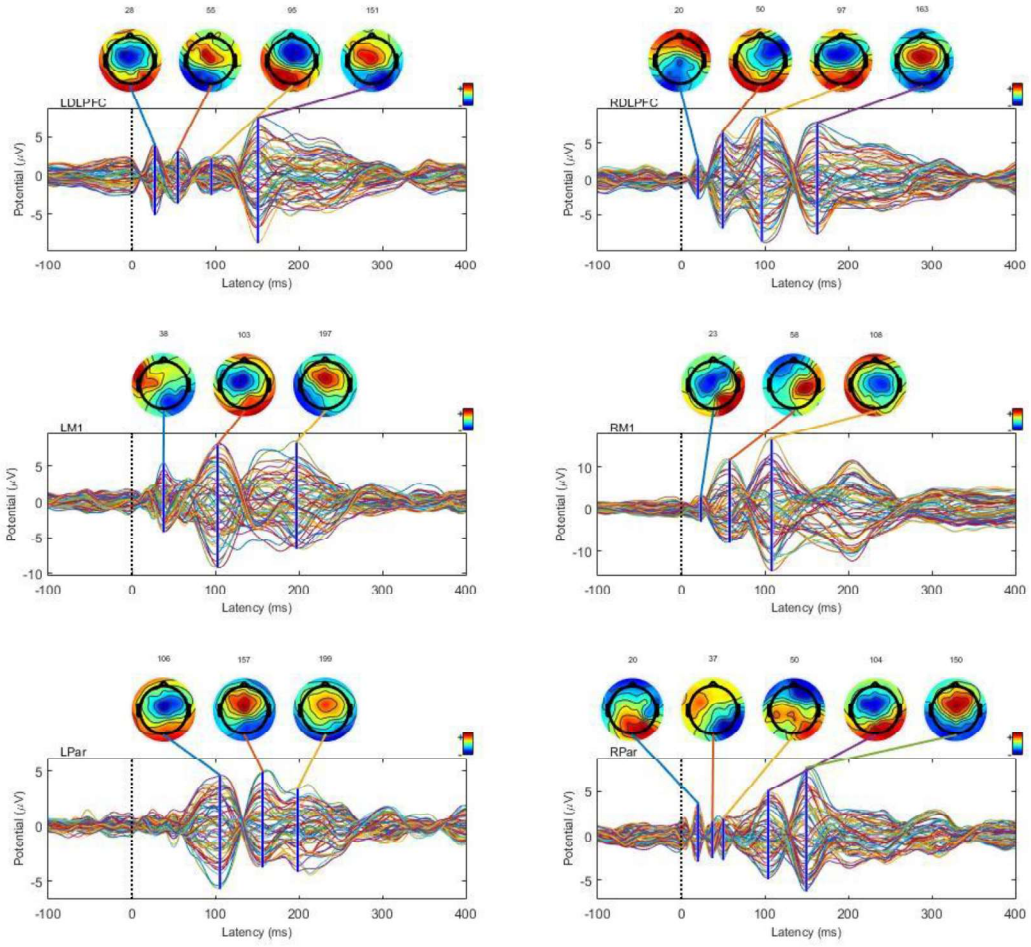 28 55 95 151
+
-
LDLPFC
Potential (µV)
5
0
-5
-100 0 100 200 300 400
Latency (ms)
20 50 97 163
+
-
RDLPFC
Potential (µV)
5
0
-5
-100 0 100 200 300 400
Latency (ms)
38 103 197
+
-
LM1
Potential (µV)
5
0
-5
-10
-100 0 100 200 300 400
Latency (ms)
23 58 108
+
-
RM1
Potential (µV)
10
0
-10
-100 0 100 200 300 400
Latency (ms)
106 157 199
+
-
LPar
Potential (µV)
5
0
-5
-100 0 100 200 300 400
Latency (ms)
20 37 50 104 150
+
-
RPar
Potential (µV)
5
0
-5
-100 0 100 200 300 400
Latency (ms)